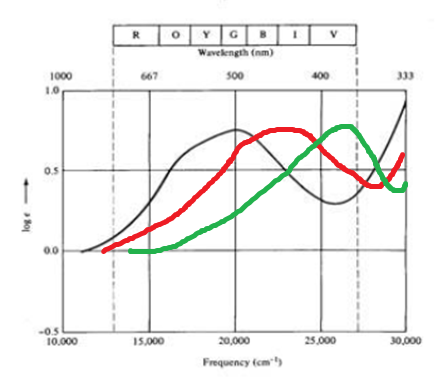 R O Y G B I V
Wavelength (nm)
1000 667 500 400 333
1.0
0.5
0.0
-0.5
log ε
10,000 15,000 20,000 25,000 30,000
Frequency (cm⁻¹)